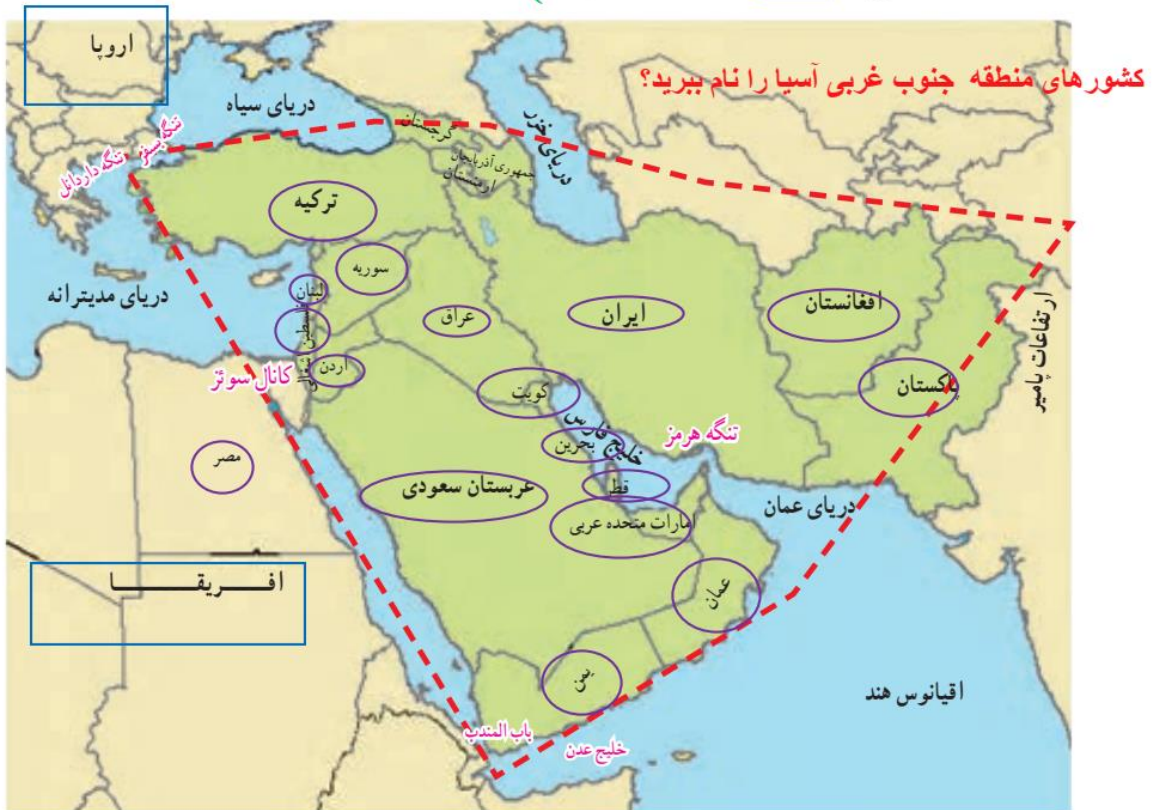 کشورهای منطقه جنوب غربی آسیا را نام ببرید؟
اروپا
دریای سیاه
دریای خزر
گرجستان
جمهوری آذربایجان
ارمنستان
تنگه بسفر
تنگه داردانل
ترکیه
سوریه
لبنان
فلسطین اشغالی
دریای مدیترانه
عراق
ایران
افغانستان
ارتفاعات پامیر
پاکستان
اردن
کانال سوئز
کویت
خلیج فارس
تنگه هرمز
بحرین
قطر
مصر
عربستان سعودی
امارات متحده عربی
دریای عمان
افریقا
عمان
یمن
اقیانوس هند
باب المندب
خلیج عدن